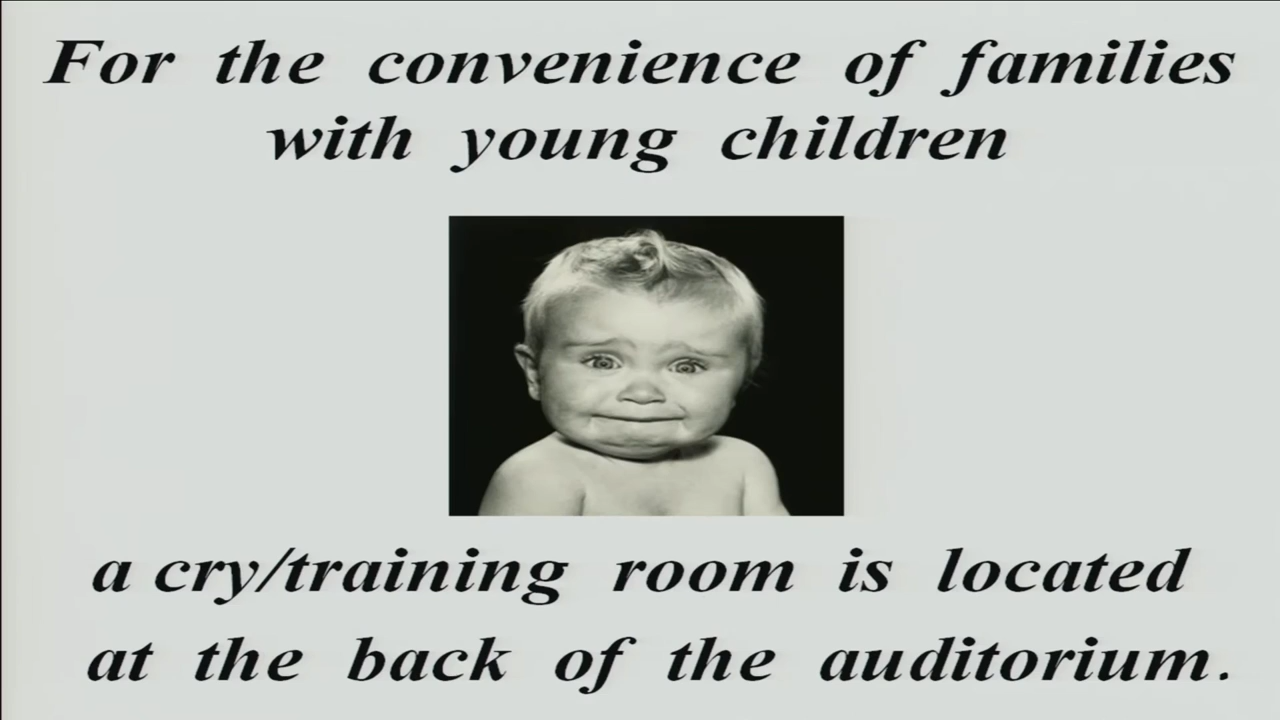 For the convenience of families
with young children
a cry/training room is located
at the back of the auditorium.